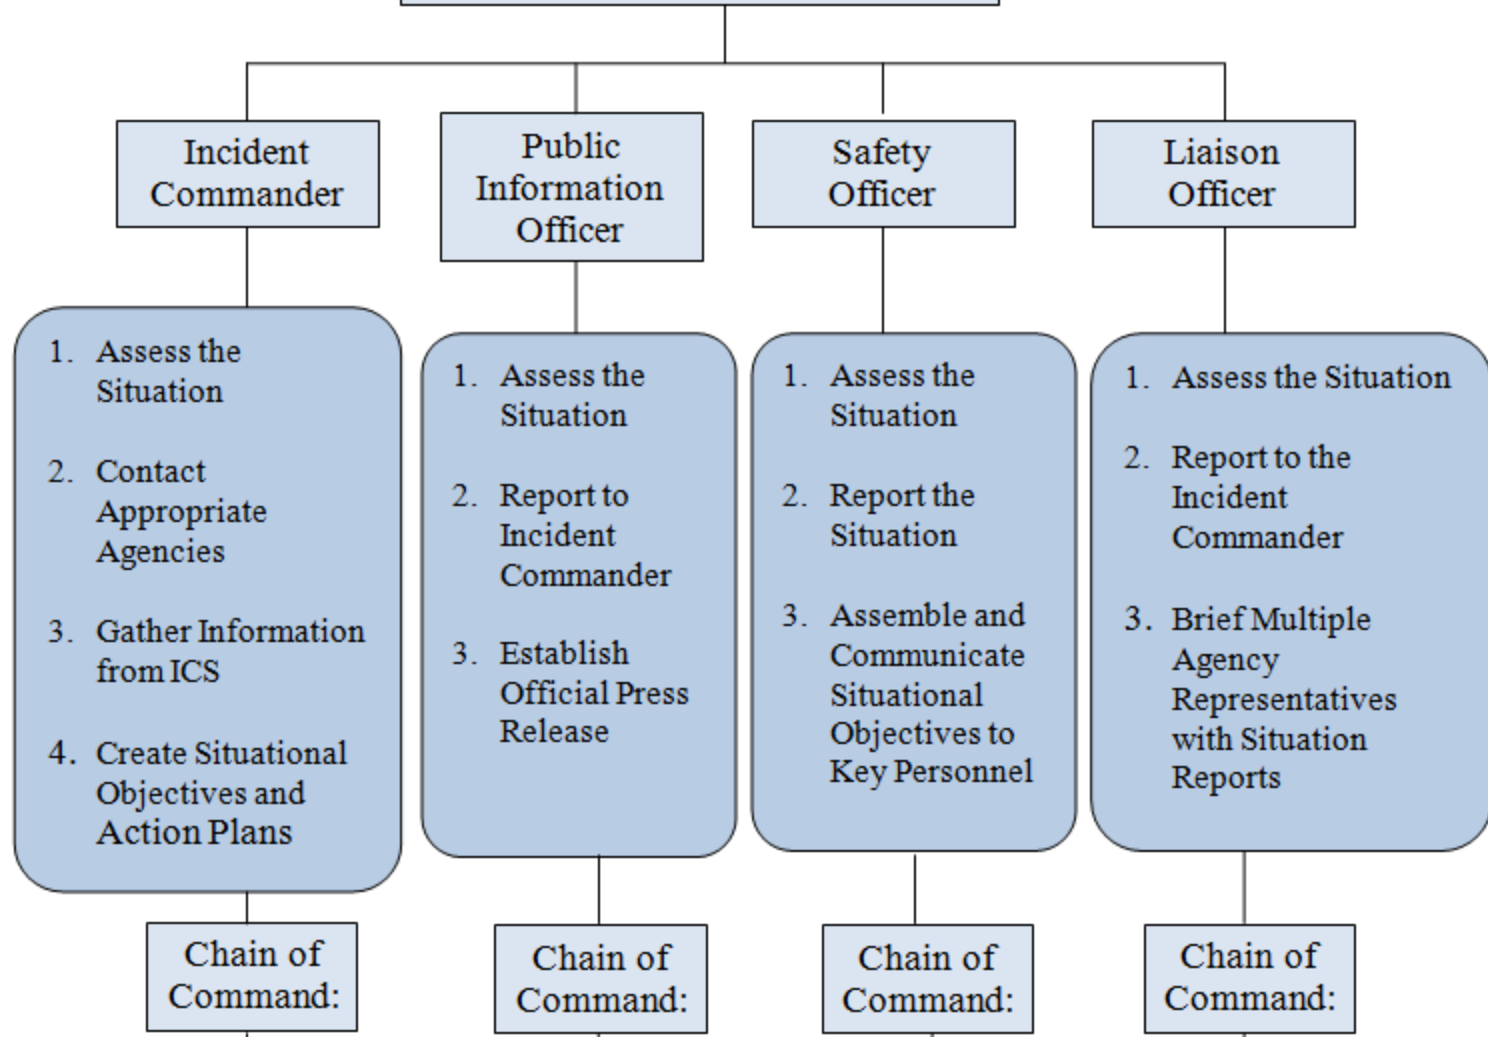 Incident
Commander
Public
Information
Officer
Safety
Officer
Liaison
Officer
1. Assess the
Situation
2. Contact
Appropriate
Agencies
3. Gather Information
from ICS
4. Create Situational
Objectives and
Action Plans
1. Assess the
Situation
2. Report to
Incident
Commander
3. Establish
Official Press
Release
1. Assess the
Situation
2. Report the
Situation
3. Assemble and
Communicate
Situational
Objectives to
Key Personnel
1. Assess the Situation
2. Report to the
Incident
Commander
3. Brief Multiple
Agency
Representatives
with Situation
Reports
Chain of
Command:
Chain of
Command:
Chain of
Command:
Chain of
Command: